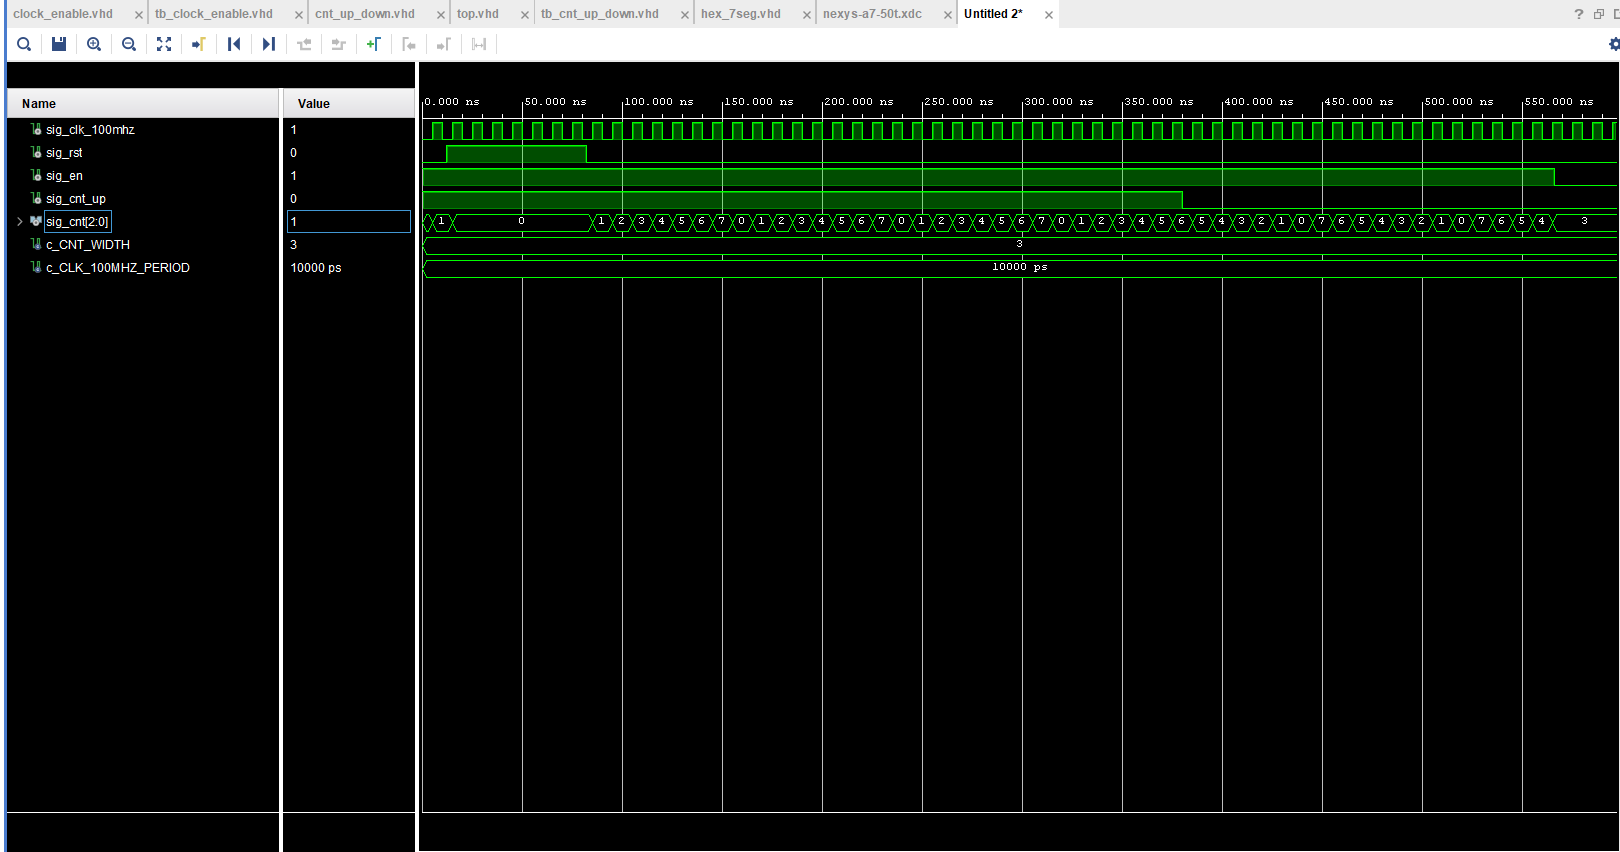 clock_enable.vhd tb_clock_enable.vhd cnt_up_down.vhd top.vhd tb_cnt_up_down.vhd hex_7seg.vhd nexys-a7-50t.xdc Untitled 2*
Name Value
0.000 ns 50.000 ns 100.000 ns 150.000 ns 200.000 ns 250.000 ns 300.000 ns 350.000 ns 400.000 ns 450.000 ns 500.000 ns 550.000 ns
sig_clk_100mhz 1
sig_rst 0
sig_en 1
sig_cnt_up 0
sig_cnt[2:0] 1 1 0 1 2 3 4 5 6 7 0 1 2 3 4 5 6 7 0 1 2 3 4 5 6 7 0 1 2 3 4 5 6 5 4 3 2 1 0 7 6 5 4 3 2 1 0 7 6 5 4 3
c_CNT_WIDTH 3 3
c_CLK_100MHZ_PERIOD 10000 ps 10000 ps